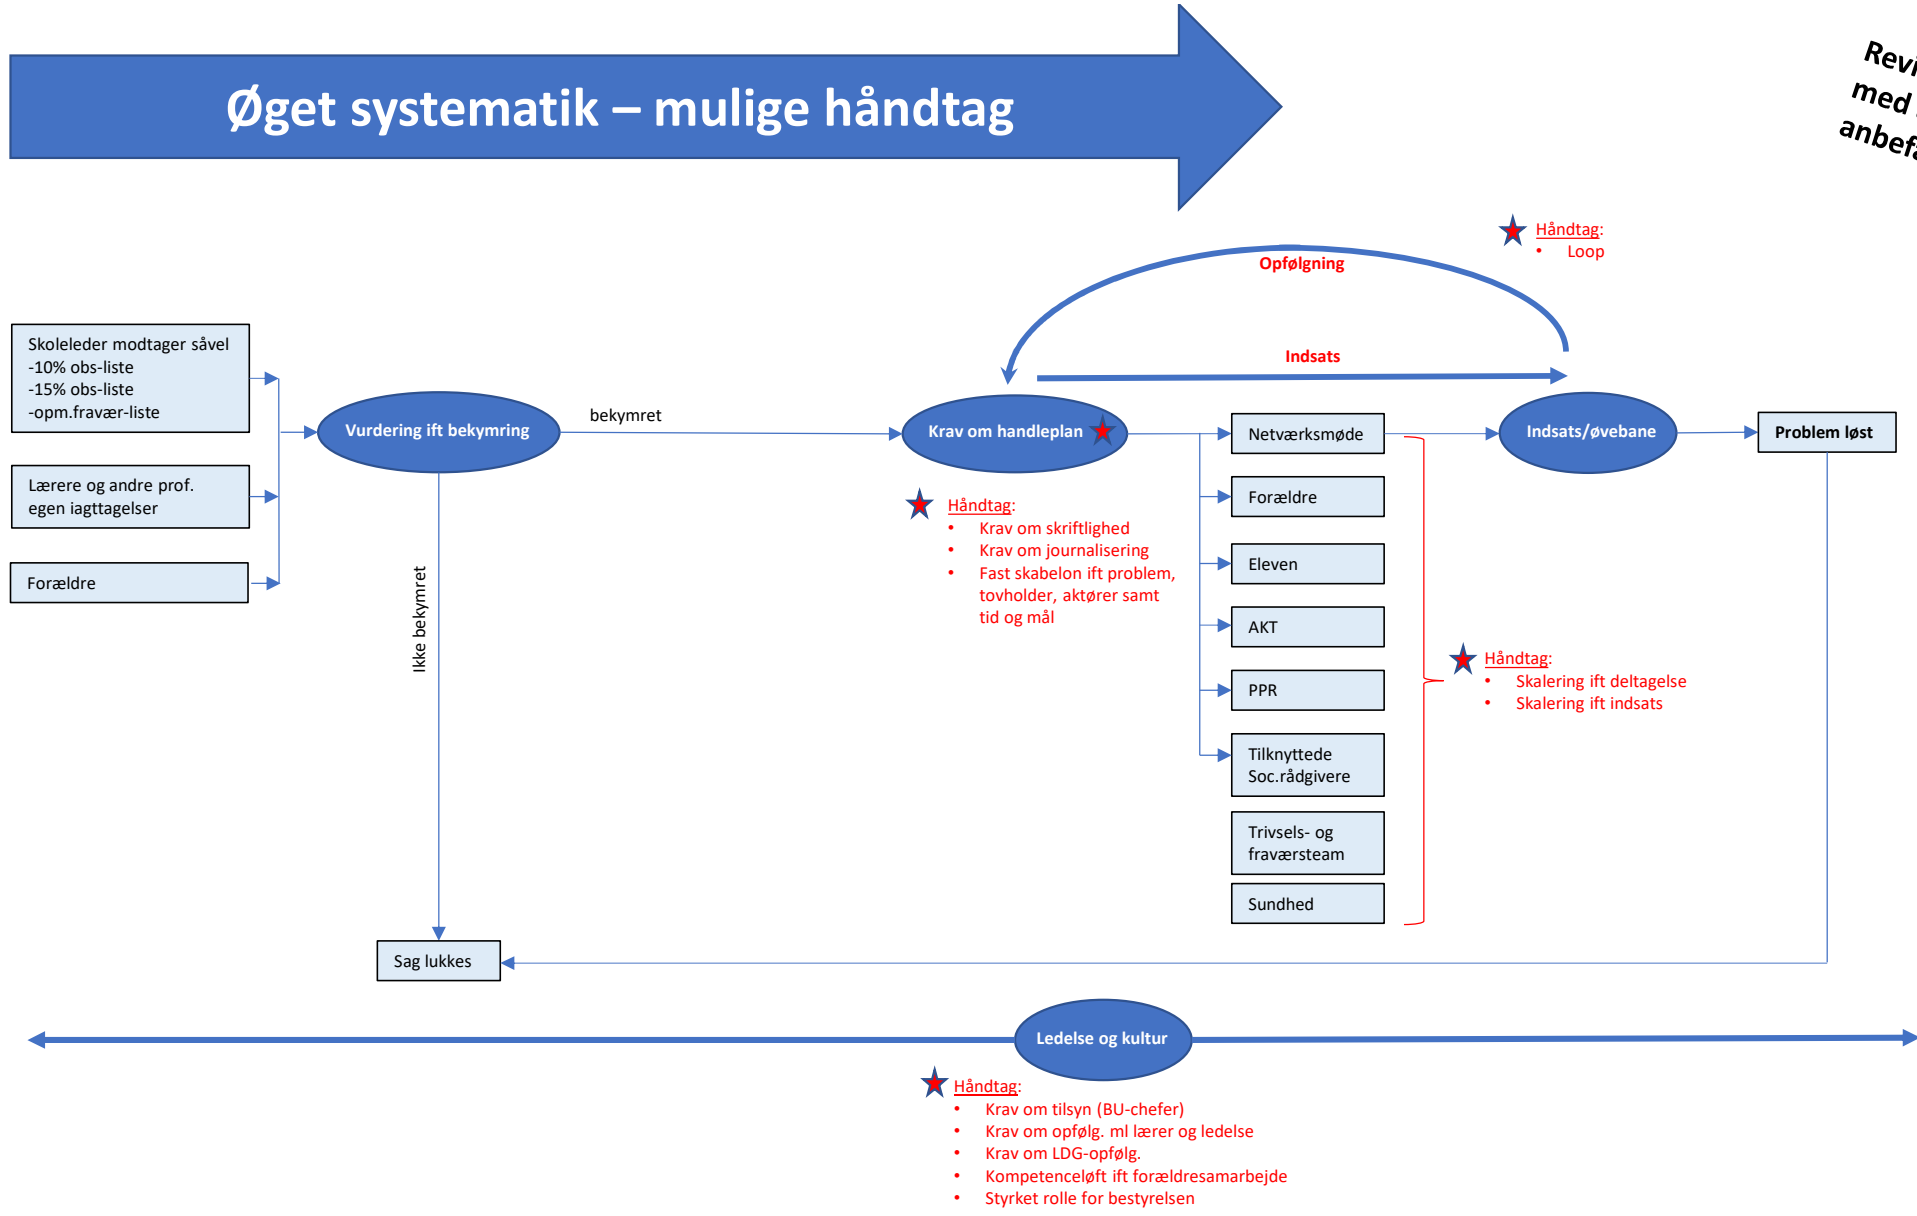 Øget systematik – mulige håndtag
med
Håndtag:
• Loop
Opfølgning
Indsats
Skoleleder modtager såvel
-10% obs-liste
-15% obs-liste
-opm.fravær-liste
Lærere og andre prof.
egen iagttagelser
Forældre
Vurdering ift bekymring
bekymret
Ikke bekymret
Krav om handleplan
Håndtag:
• Krav om skriftlighed
• Krav om journalisering
• Fast skabelon ift problem,
tovholder, aktører samt
tid og mål
Netværksmøde
Forældre
Eleven
AKT
PPR
Tilknyttede
Soc.rådgivere
Trivsels- og
fraværsteam
Sundhed
Håndtag:
• Skalering ift deltagelse
• Skalering ift indsats
Indsats/øvebane
Problem løst
Sag lukkes
Ledelse og kultur
Håndtag:
• Krav om tilsyn (BU-chefer)
• Krav om opfølg. ml lærer og ledelse
• Krav om LDG-opfølg.
• Kompetenceløft ift forældresamarbejde
• Styrket rolle for bestyrelsen